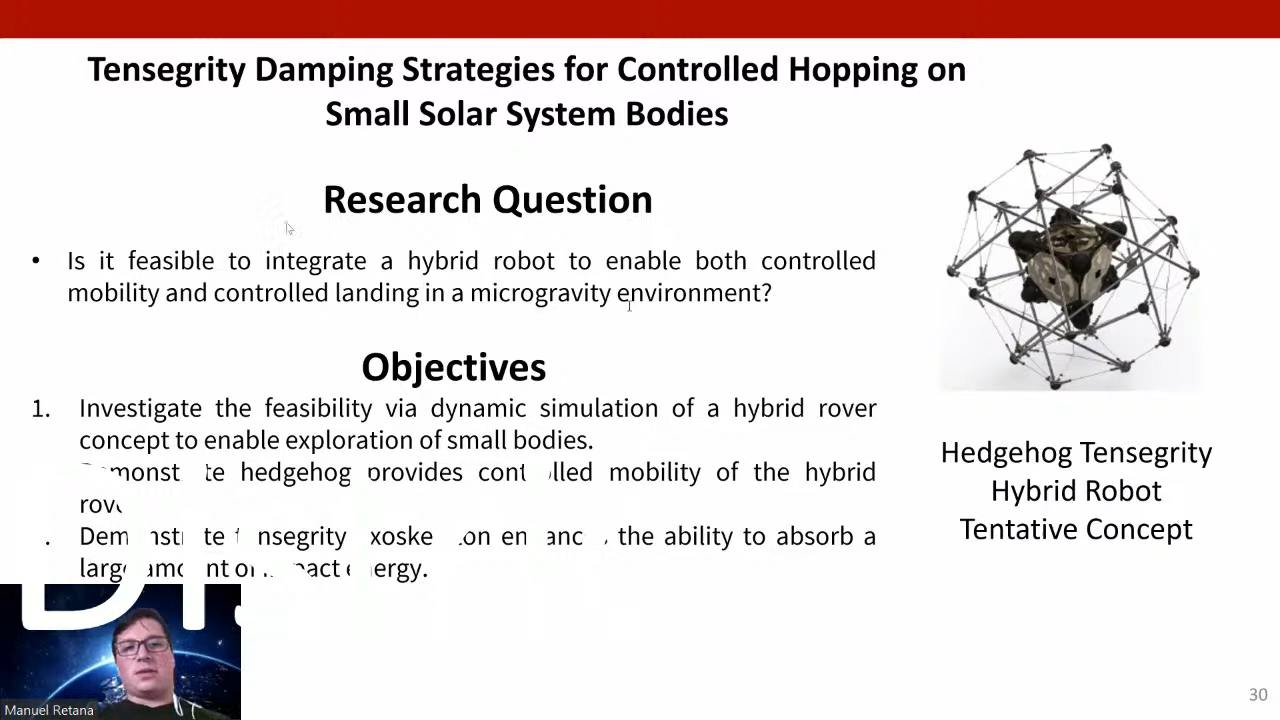 Tensegrity Damping Strategies for Controlled Hopping on
Small Solar System Bodies
Research Question
• Is it feasible to integrate a hybrid robot to enable both controlled
mobility and controlled landing in a microgravity environment?
Objectives
1. Investigate the feasibility via dynamic simulation of a hybrid rover
concept to enable exploration of small bodies.
hedgehog provides mobility of the hybrid
the ability to absorb a
Hedgehog Tensegrity
Hybrid Robot
Tentative Concept
Manuel Retana
30